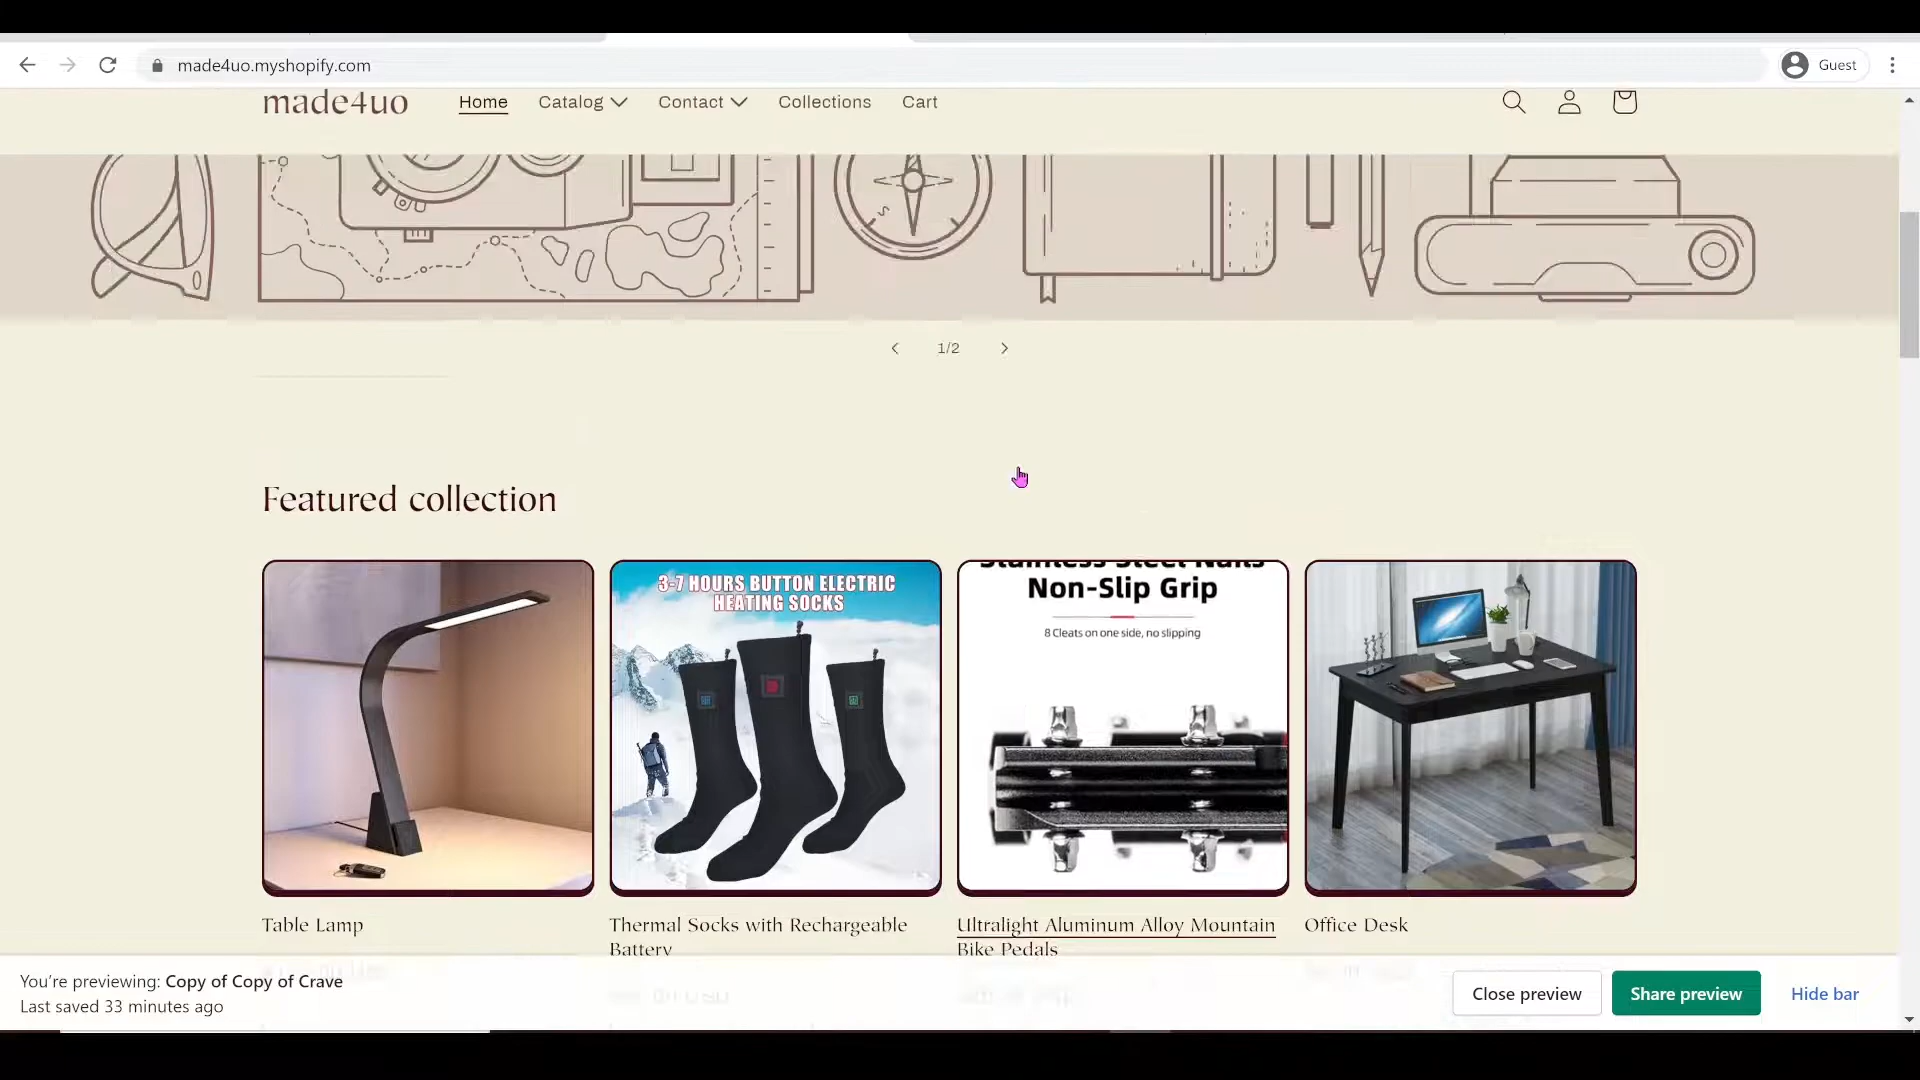 made4uo.myshopify.com
Guest
made4uo
Home
Catalog
Contact
Collections
Cart
1/2
Featured collection
3-7 HOURS BUTTON ELECTRIC
HEATING SOCKS
Stainless Steel Nails
Non-Slip Grip
8 Cleats on one side, no slipping
Table Lamp
Thermal Socks with Rechargeable
Battery
Ultralight Aluminum Alloy Mountain
Bike Pedals
Office Desk
You're previewing: Copy of Copy of Crave
Last saved 33 minutes ago
Close preview
Share preview
Hide bar